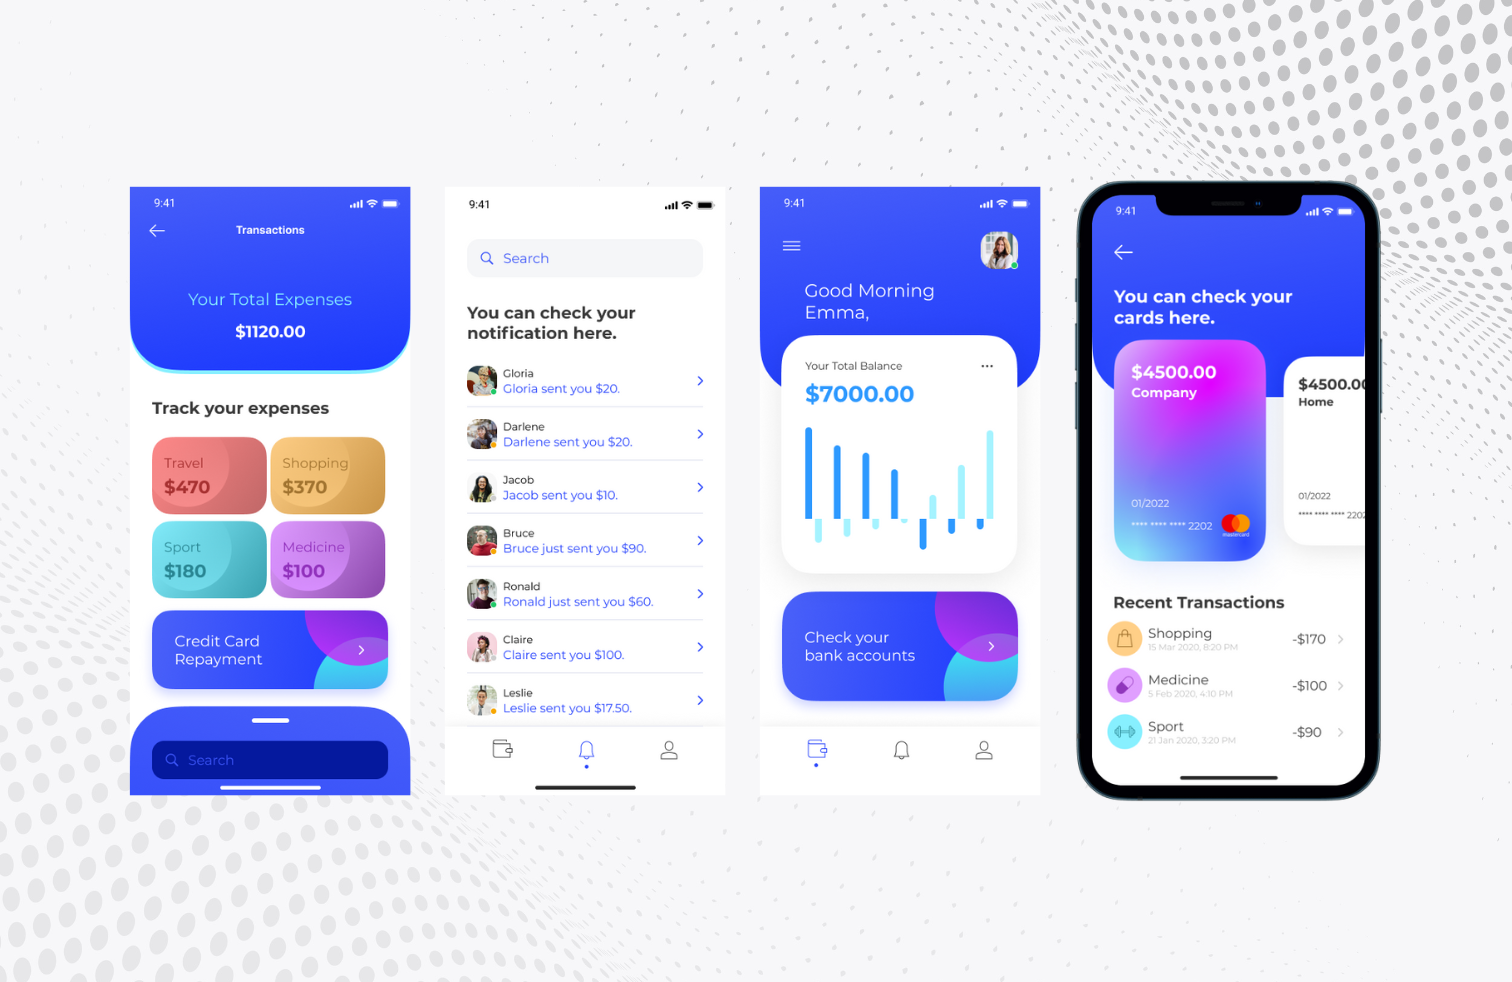 9:41
Transactions
Your Total Expenses
$1120.00
Track your expenses
Travel
$470
Shopping
$370
Sport
$180
Medicine
$100
Credit Card
Repayment
Search
9:41
Search
You can check your
notification here.
Gloria
Gloria sent you $20.
Darlene
Darlene sent you $20.
Jacob
Jacob sent you $10.
Bruce
Bruce just sent you $90.
Ronald
Ronald just sent you $60.
Claire
Claire sent you $100.
Leslie
Leslie sent you $17.50.
9:41
Good Morning
Emma,
Your Total Balance
$7000.00
Check your
bank accounts
9:41
You can check your
cards here.
$4500.00
Company
01/2022
**** **** **** 2202
mastercard
$4500.00
Home
01/2022
**** **** **** 2202
Recent Transactions
Shopping
15 Mar 2020, 8:20 PM
-$170
Medicine
5 Feb 2020, 4:10 PM
-$100
Sport
21 Jan 2020, 3:20 PM
-$90